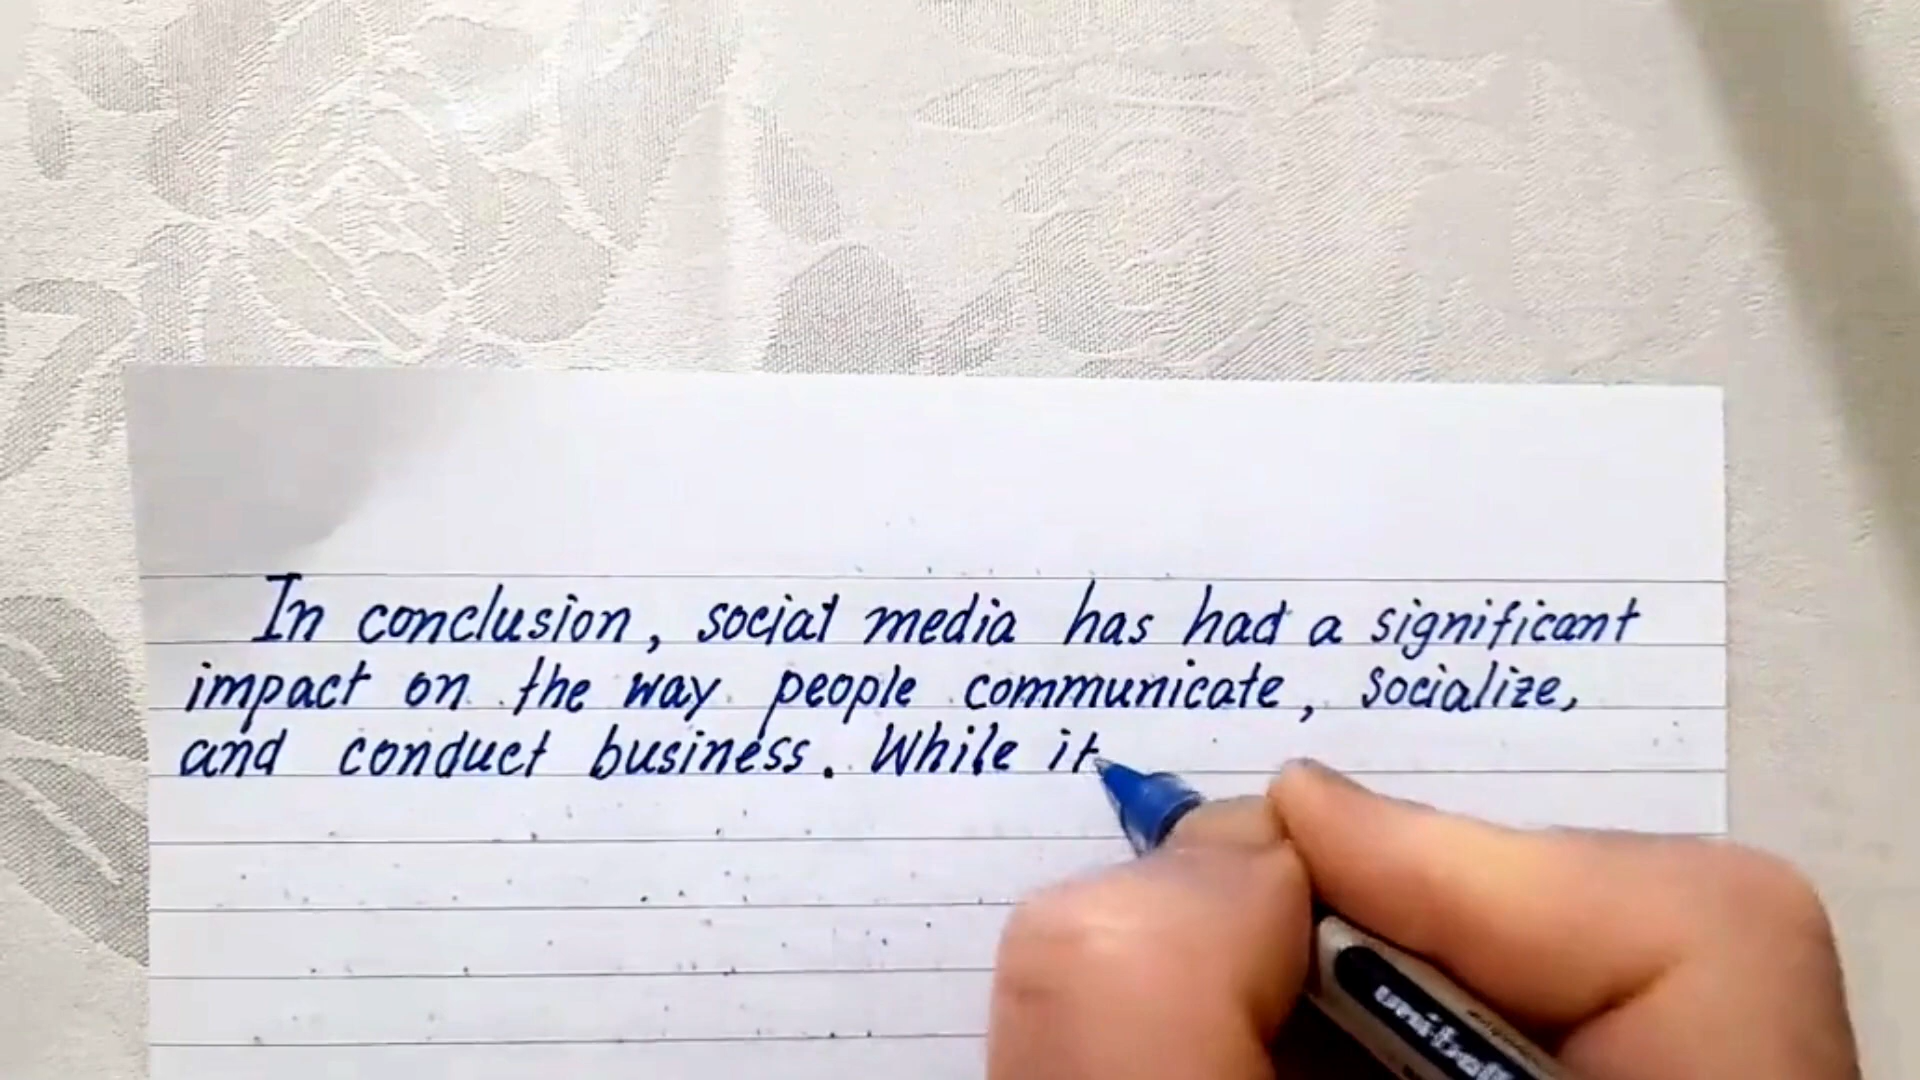 In conclusion, social media has had a significant
impact on the way people communicate, socialize,
and conduct business. While it
uniball